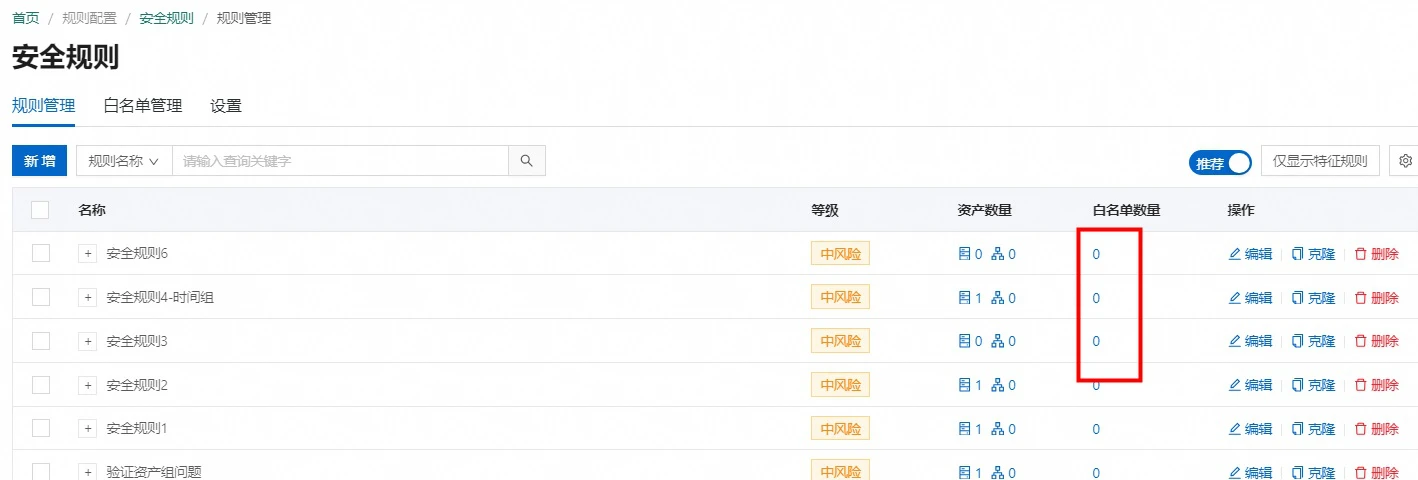 首页 / 规则配置 / 安全规则 / 规则管理
安全规则
规则管理 白名单管理 设置
新增 规则名称 请输入查询关键字 推荐 仅显示特征规则
名称 等级 资产数量 白名单数量 操作
+ 安全规则6 中风险 0 0 0 编辑 克隆 删除
+ 安全规则4-时间组 中风险 1 0 0 编辑 克隆 删除
+ 安全规则3 中风险 0 0 0 编辑 克隆 删除
+ 安全规则2 中风险 1 0 0 编辑 克隆 删除
+ 安全规则1 中风险 1 0 0 编辑 克隆 删除
+ 验证资产组问题 中风险 1 0 0 编辑 克隆 删除